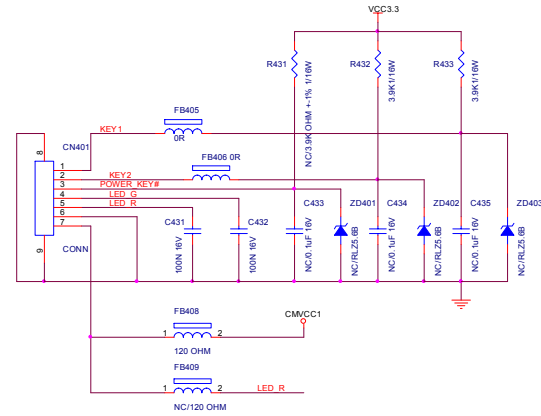 VCC3.3
R431
R432
R433
NC/3.9K OHM +-1% 1/16W
3.9K1/16W
3.9K1/16W
FB405
0R
KEY1
CN401
8
1
2
3
4
5
6
7
9
CONN
FB406 0R
KEY2
POWER_KEY#
LED_G
LED_R
C431
100N 16V
C432
100N 16V
C433
NC/0.1uF 16V
ZD401
NC/RLZ5.6B
C434
NC/0.1uF 16V
ZD402
NC/RLZ5.6B
C435
NC/0.1uF 16V
ZD403
NC/RLZ5.6B
FB408
1 2
120 OHM
CMVCC1
FB409
1 2
NC/120 OHM
LED_R